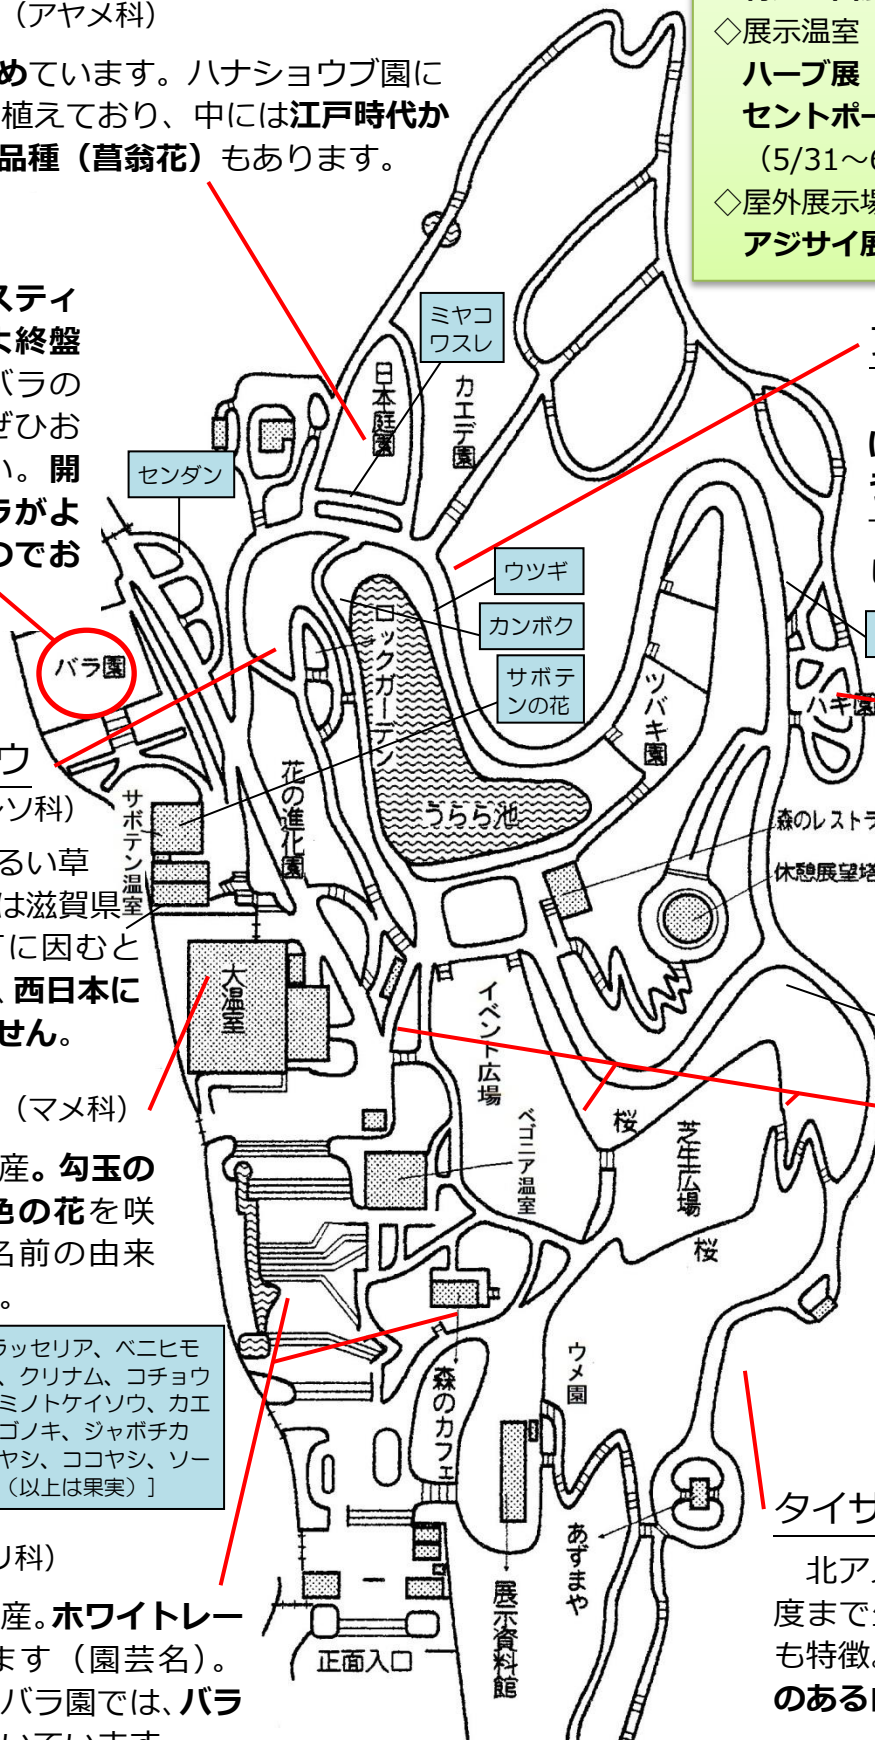 （アヤメ科）
めています。ハナショウブ園に
植えており、中には江戸時代か
品種（菖翁花）もあります。
◇展示温室
ハーブ展
セントポー
（5/31～6
◇屋外展示場
アジサイ展
スティ
終盤
バラの
ぜひお
い。開
ラがよ
のでお
ミヤコ
ワスレ
日本庭園
カエデ園
センダン
ウツギ
カンボク
サボテ
ンの花
ロックガーデン
バラ園
ツバキ園
ハギ園
ウ
ソ科）
るい草
は滋賀県
に因むと
、西日本に
せん。
サボテン温室
花の進化園
うらら池
森のレストラ
休憩展望塔
大温室
イベント広場
（マメ科）
ベゴニア温室
桜
芝生広場
桜
産。勾玉の
色の花を咲
名前の由来
。
ラッセリア、ベニヒモ
、クリナム、コチョウ
ミノトケイソウ、カエ
ゴノキ、ジャボチカ
ヤシ、ココヤシ、ソー
（以上は果実）］
森のカフェ
ウメ園
あずまや
展示資料館
正面入口
リ科）
産。ホワイトレー
ます（園芸名）。
バラ園では、バラ
いています
タイサ
北アメ
度まで
も特徴。
のある